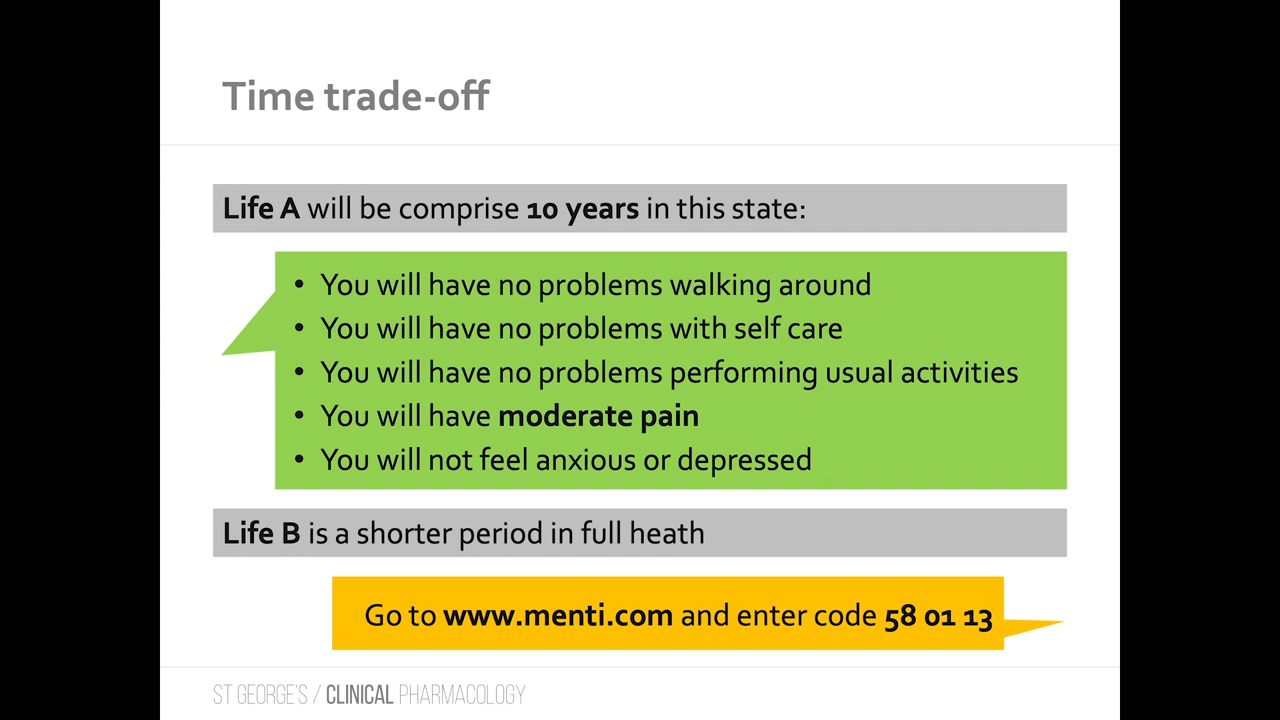 Time trade-off
Life A will be comprise 10 years in this state:
• You will have no problems walking around
• You will have no problems with self care
• You will have no problems performing usual activities
• You will have moderate pain
• You will not feel anxious or depressed
Life B is a shorter period in full heath
Go to www.menti.com and enter code 58 01 13
ST GEORGE'S / CLINICAL PHARMACOLOGY